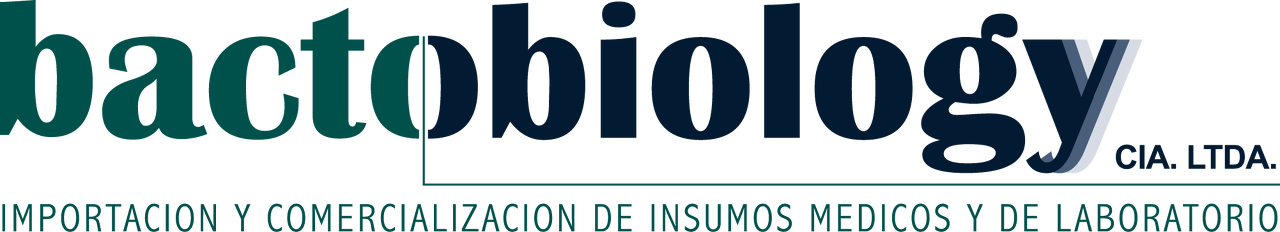 bactobiology
CIA. LTDA.
IMPORTACION Y COMERCIALIZACION DE INSUMOS MEDICOS Y DE LABORATORIO